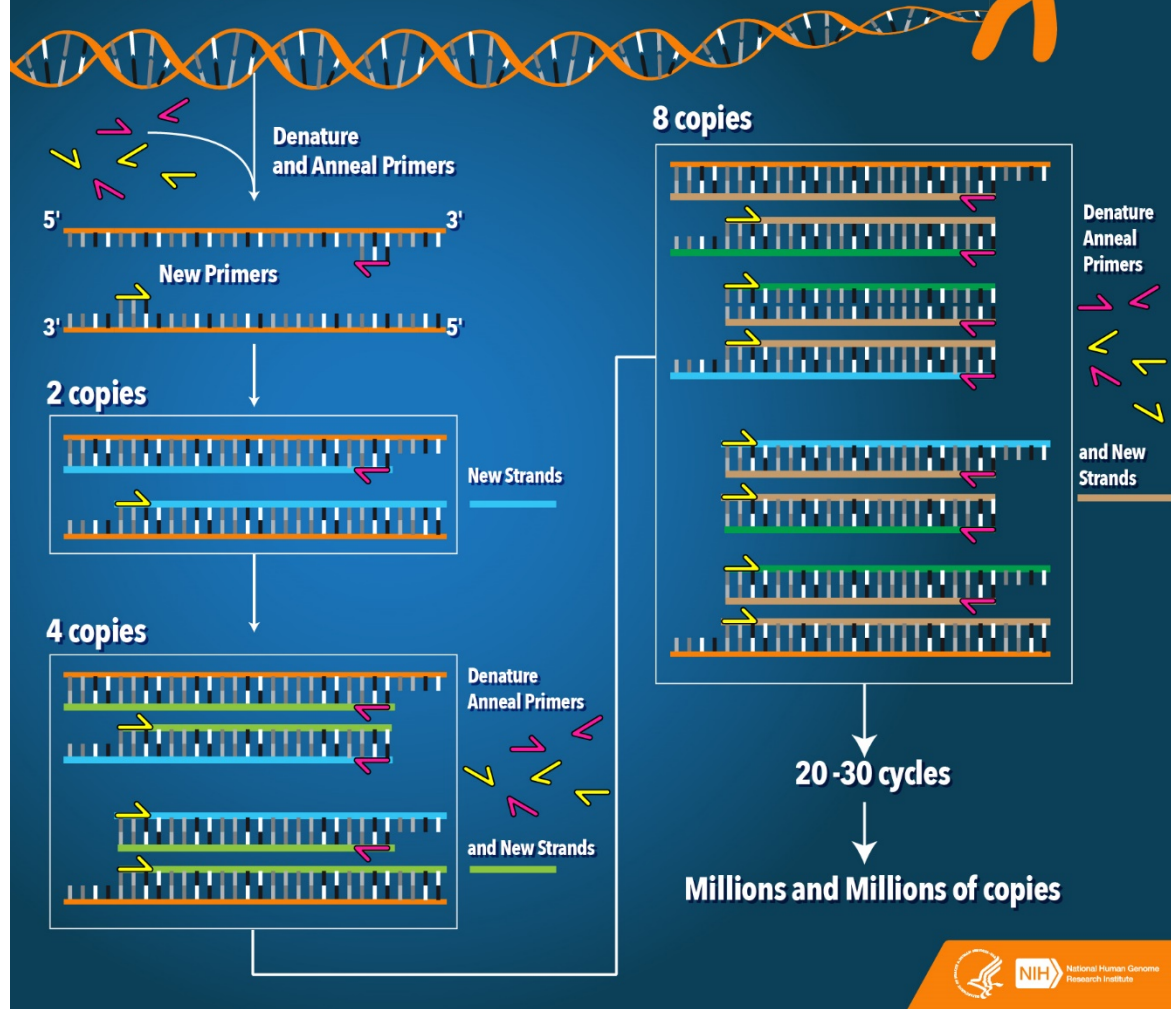 Denature
and Anneal Primers
5'
3'
New Primers
3'
5'
2 copies
New Strands
4 copies
Denature
Anneal Primers
and New Strands
8 copies
Denature
Anneal
Primers
and New
Strands
20 -30 cycles
Millions and Millions of copies
NIH
National Human Genome
Research Institute